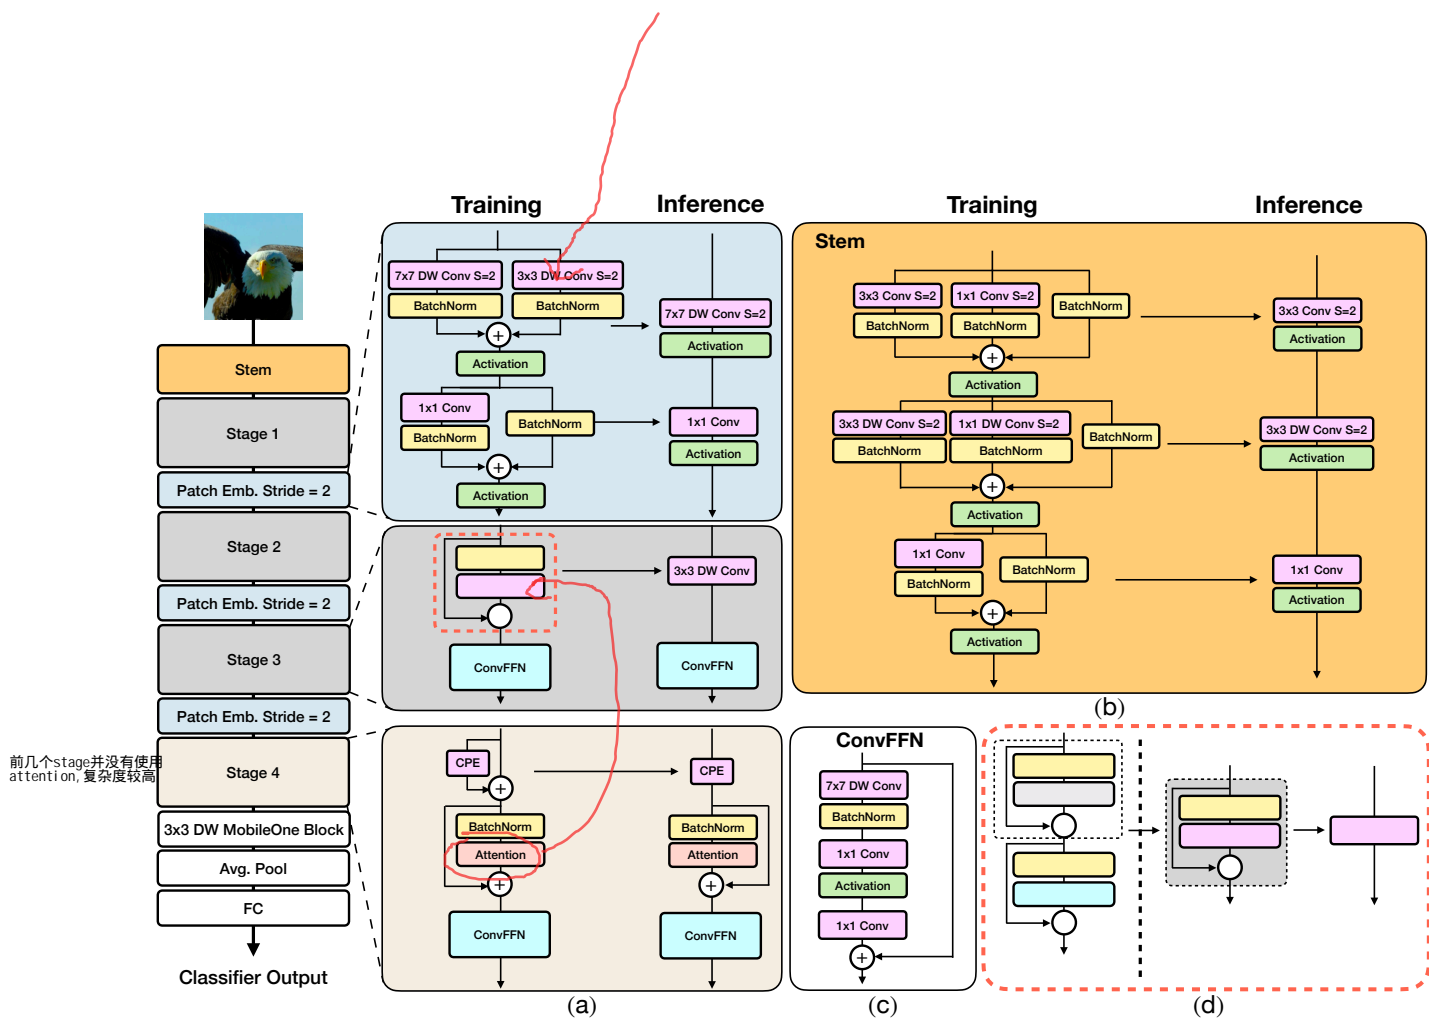 Training
Inference
Training
Inference
Stem
Stage 1
Patch Emb. Stride = 2
Stage 2
Patch Emb. Stride = 2
Stage 3
Patch Emb. Stride = 2
Stage 4
3x3 DW MobileOne Block
Avg. Pool
FC
Classifier Output
前几个stage并没有使用
attention,复杂度较高
7x7 DW Conv S=2
3x3 DW Conv S=2
BatchNorm
BatchNorm
+
Activation
1x1 Conv
BatchNorm
BatchNorm
+
Activation
7x7 DW Conv S=2
Activation
1x1 Conv
Activation
3x3 DW Conv
ConvFFN
ConvFFN
CPE
+
BatchNorm
Attention
+
ConvFFN
CPE
BatchNorm
Attention
+
ConvFFN
(a)
Stem
3x3 Conv S=2
1x1 Conv S=2
BatchNorm
BatchNorm
BatchNorm
+
Activation
3x3 DW Conv S=2
1x1 DW Conv S=2
BatchNorm
BatchNorm
BatchNorm
+
Activation
1x1 Conv
BatchNorm
BatchNorm
+
Activation
3x3 Conv S=2
Activation
3x3 DW Conv S=2
Activation
1x1 Conv
Activation
(b)
ConvFFN
7x7 DW Conv
BatchNorm
1x1 Conv
Activation
1x1 Conv
+
(c)
(d)